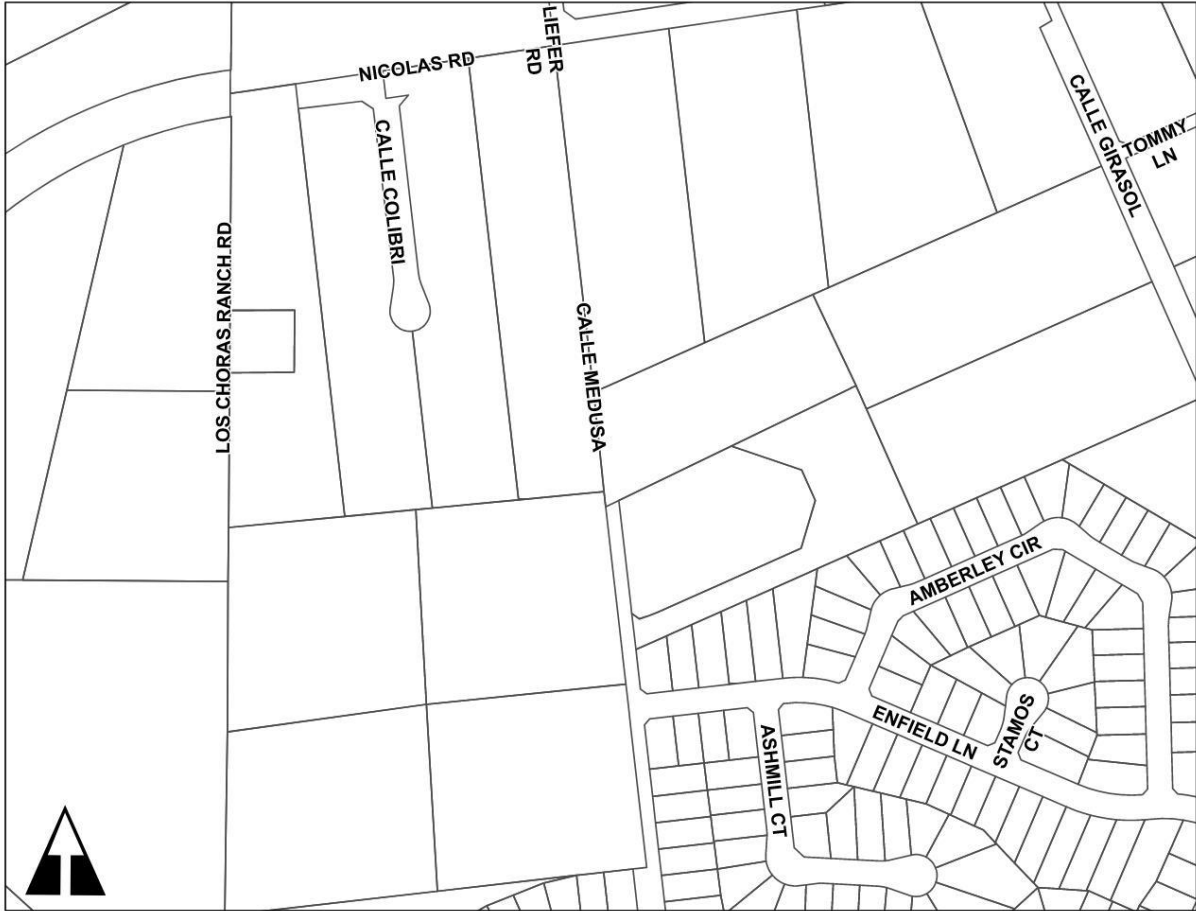 LIEFER
RD
NICOLAS RD
CALLE GIRASOL
TOMMY
LN
CALLE COLIBRI
LOS CHORAS RANCH RD
CALLE MEDUSA
AMBERLEY CIR
ENFIELD LN
STAMOS
CT
ASHMILL CT